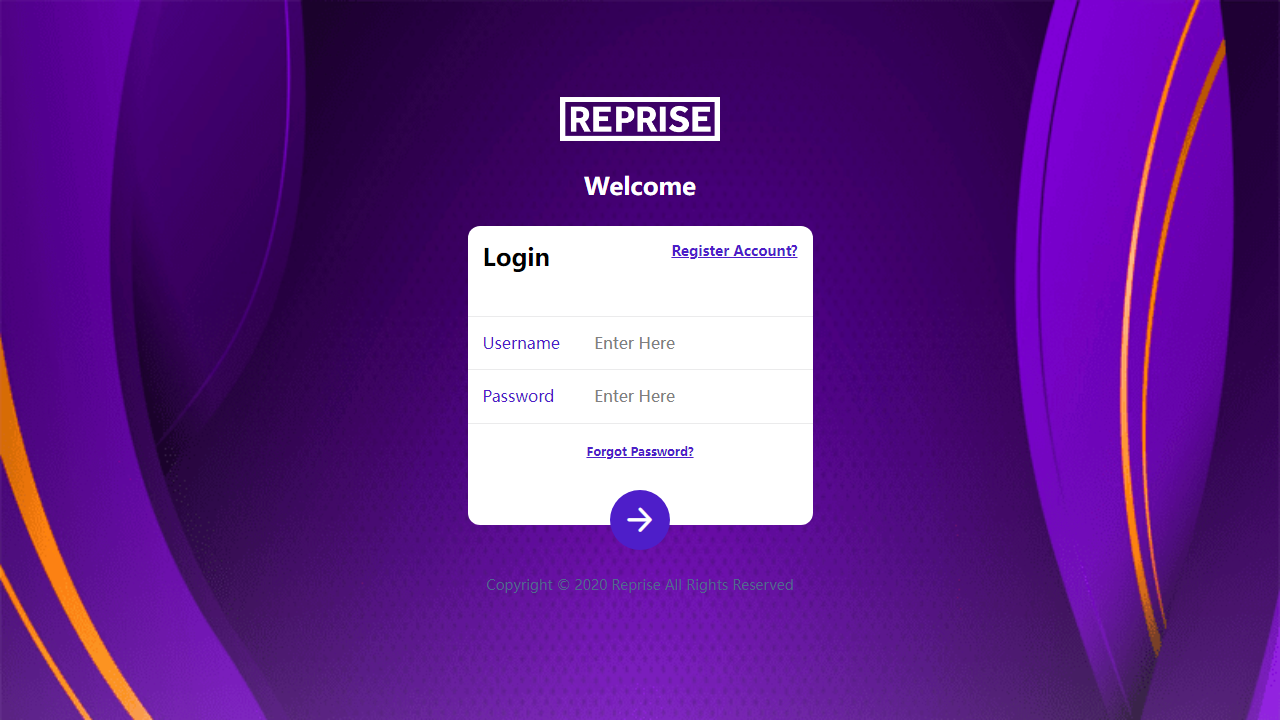 REPRISE
Welcome
Login
Register Account?
Username Enter Here
Password Enter Here
Forgot Password?
Copyright © 2020 Reprise All Rights Reserved